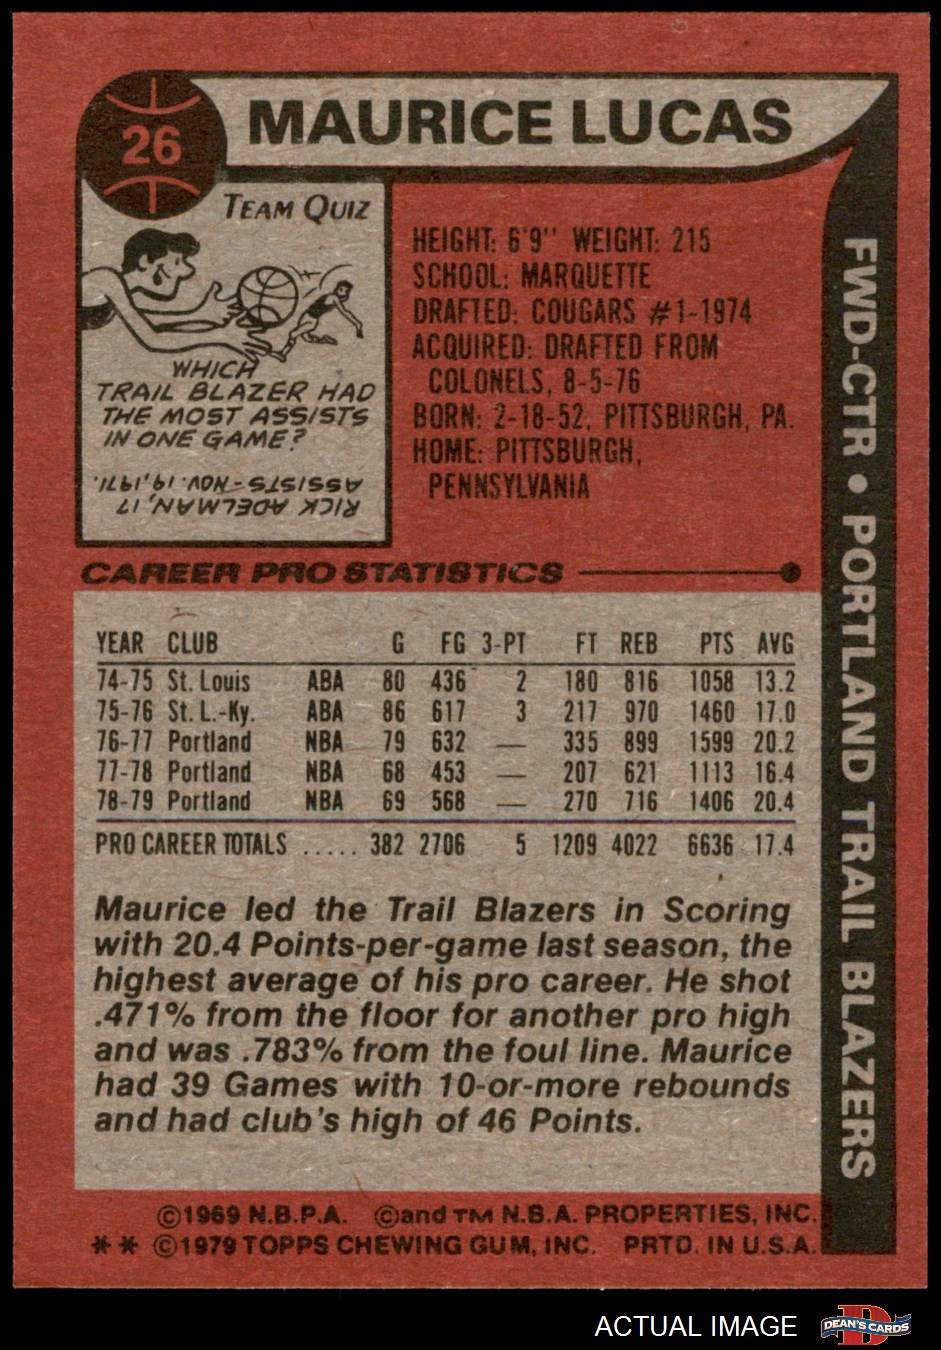 26
MAURICE LUCAS
TEAM QUIZ
WHICH
TRAIL BLAZER HAD
THE MOST ASSISTS
IN ONE GAME?
RICK ADELMAN, 17
ASSISTS-NOV. 19, 1971.
HEIGHT: 6'9" WEIGHT: 215
SCHOOL: MARQUETTE
DRAFTED: COUGARS #1-1974
ACQUIRED: DRAFTED FROM
COLONELS, 8-5-76
BORN: 2-18-52, PITTSBURGH, PA.
HOME: PITTSBURGH,
PENNSYLVANIA
FWD-CTR • PORTLAND TRAIL BLAZERS
CAREER PRO STATISTICS
YEAR CLUB G FG 3-PT FT REB PTS AVG
74-75 St. Louis ABA 80 436 2 180 816 1058 13.2
75-76 St. L.-Ky. ABA 86 617 3 217 970 1460 17.0
76-77 Portland NBA 79 632 — 335 899 1599 20.2
77-78 Portland NBA 68 453 — 207 621 1113 16.4
78-79 Portland NBA 69 568 — 270 716 1406 20.4
PRO CAREER TOTALS ..... 382 2706 5 1209 4022 6636 17.4
Maurice led the Trail Blazers in Scoring
with 20.4 Points-per-game last season, the
highest average of his pro career. He shot
.471% from the floor for another pro high
and was .783% from the foul line. Maurice
had 39 Games with 10-or-more rebounds
and had club's high of 46 Points.
©1969 N.B.P.A. ©and TM N.B.A. PROPERTIES, INC.
** ©1979 TOPPS CHEWING GUM, INC. PRTD. IN U.S.A.
ACTUAL IMAGE
D
DEAN'S CARDS